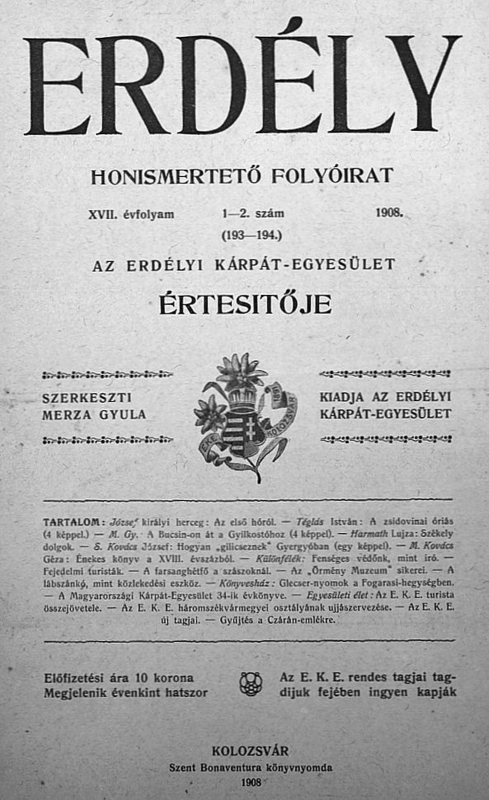 ERDÉLY
HONISMERTETŐ FOLYÓIRAT
XVII. évfolyam 1—2. szám 1908.
(193—194.)
AZ ERDÉLYI KÁRPÁT-EGYESÜLET
ÉRTESITŐJE
SZERKESZTI
MERZA GYULA
E.K.E. KOLOZSVÁR 1891
KIADJA AZ ERDÉLYI
KÁRPÁT-EGYESÜLET
TARTALOM: József királyi herceg: Az első hóról. — Téglás István: A zsidovinai óriás
(4 képpel.) — M. Gy.: A Bucsin-on át a Gyilkostóhoz (4 képpel). — Harmath Lujza: Székely
dolgok. — S. Kovács József: Hogyan „giliceznek" Gyergyóban (egy képpel). — M. Kovács
Géza: Énekes könyv a XVIII. évszázból. — Különfélék: Fenséges védőnk, mint iró. —
Fejedelmi turisták. — A farsanghétfő a szászoknál. — Az „Örmény Muzeum" sikerei. — A
lábszánkó, mint közlekedési eszköz. — Könyvesház: Glecser-nyomok a Fogarasi-hegységben.
— A Magyarországi Kárpát-Egyesület 34-ik évkönyve. — Egyesületi élet: Az E. K. E. turista
összejövetele. — Az E. K. E. háromszékvármegyei osztályának ujjászervezése. — Az E. K. E.
új tagjai. — Gyűjtés a Czárán-emlékre.
Előfizetési ára 10 korona
Megjelenik évenkint hatszor
Az E. K. E. rendes tagjai tag-
dijuk fejében ingyen kapják
KOLOZSVÁR
Szent Bonaventura könyvnyomda
1908